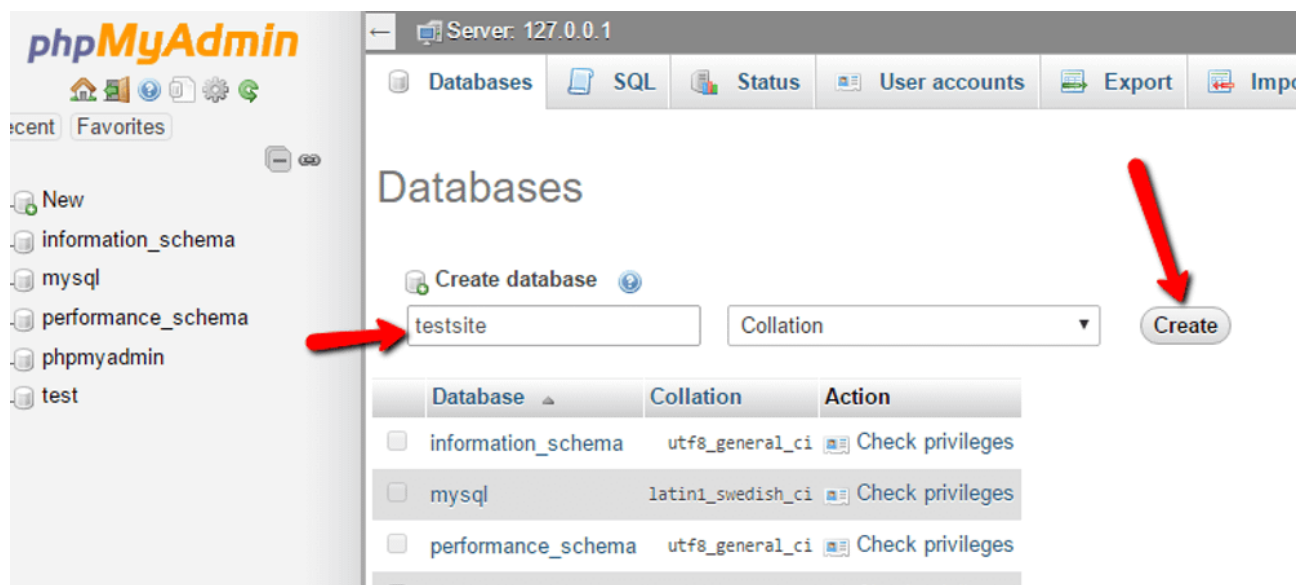 phpMyAdmin
ecent Favorites
New
information_schema
mysql
performance_schema
phpmyadmin
test
Server: 127.0.0.1
Databases SQL Status User accounts Export Impo
Databases
Create database
testsite Collation Create
Database Collation Action
information_schema utf8_general_ci Check privileges
mysql latin1_swedish_ci Check privileges
performance_schema utf8_general_ci Check privileges